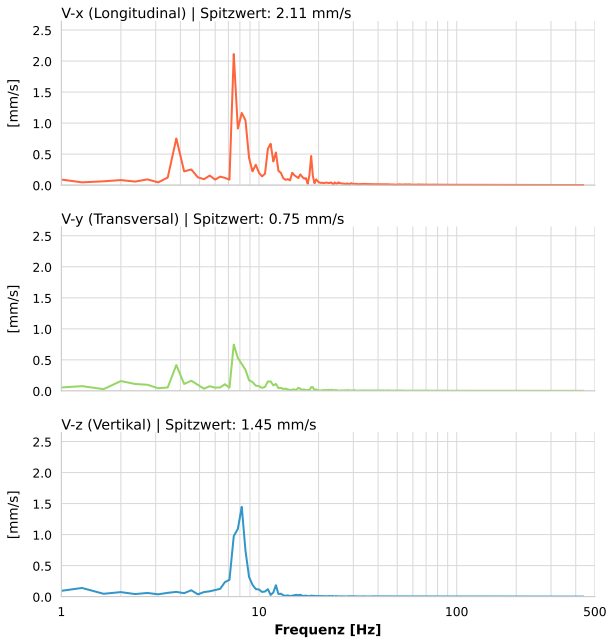 V-x (Longitudinal) | Spitzwert: 2.11 mm/s
2.5
2.0
1.5
1.0
0.5
0.0
[mm/s]
V-y (Transversal) | Spitzwert: 0.75 mm/s
2.5
2.0
1.5
1.0
0.5
0.0
[mm/s]
V-z (Vertikal) | Spitzwert: 1.45 mm/s
2.5
2.0
1.5
1.0
0.5
0.0
[mm/s]
1 10 100 500
Frequenz [Hz]